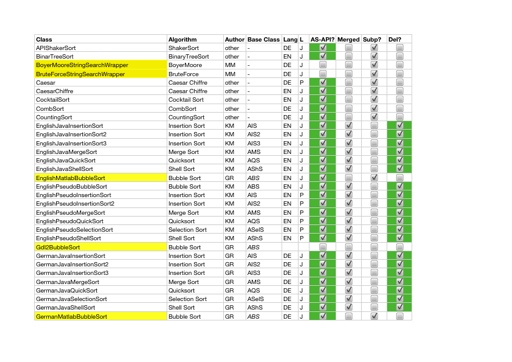 Class Algorithm Author Base Class Lang L AS-API? Merged Subp? Del?
APIShakerSort ShakerSort other - DE J
BinarTreeSort BinaryTreeSort other - EN J
BoyerMooreStringSearchWrapper BoyerMoore MM - DE J
BruteForceStringSearchWrapper BruteForce MM - DE J
Caesar Caesar Chiffre other - DE P
CaesarChiffre Caesar Chiffre other - EN J
CocktailSort Cocktail Sort other - EN J
CombSort CombSort other - DE J
CountingSort CountingSort other - EN J
EnglishJavaInsertionSort Insertion Sort KM AIS EN J
EnglishJavaInsertionSort2 Insertion Sort KM AIS2 EN J
EnglishJavaInsertionSort3 Insertion Sort KM AIS3 EN J
EnglishJavaMergeSort Merge Sort KM AMS EN J
EnglishJavaQuickSort Quicksort KM AQS EN J
EnglishJavaShellSort Shell Sort KM AShS EN J
EnglishMatlabBubbleSort Bubble Sort GR ABS EN J
EnglishPseudoBubbleSort Bubble Sort KM ABS EN J
EnglishPseudoInsertionSort Insertion Sort KM AIS EN P
EnglishPseudoInsertionSort2 Insertion Sort KM AIS2 EN P
EnglishPseudoMergeSort Merge Sort KM AMS EN P
EnglishPseudoQuickSort Quicksort KM AQS EN P
EnglishPseudoSelectionSort Selection Sort KM ASelS EN P
EnglishPseudoShellSort Shell Sort KM AShS EN P
Gdl2BubbleSort Bubble Sort GR ABS
GermanJavaInsertionSort Insertion Sort GR AIS DE J
GermanJavaInsertionSort2 Insertion Sort GR AIS2 DE J
GermanJavaInsertionSort3 Insertion Sort GR AIS3 DE J
GermanJavaMergeSort Merge Sort GR AMS DE J
GermanJavaQuickSort Quicksort GR AQS DE J
GermanJavaSelectionSort Selection Sort GR ASelS DE J
GermanJavaShellSort Shell Sort GR AShS DE J
GermanMatlabBubbleSort Bubble Sort GR ABS DE J